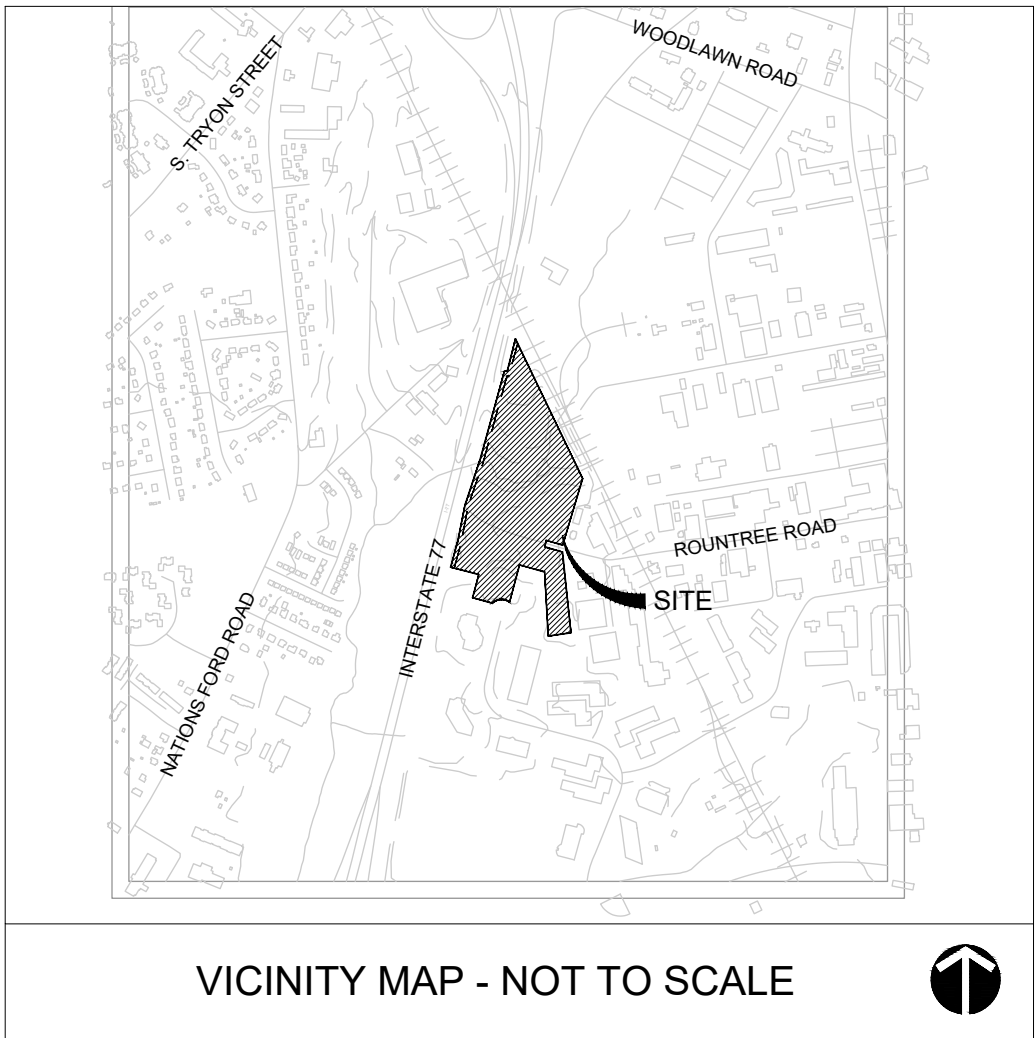 WOODLAWN ROAD
S. TRYON STREET
ROUNTREE ROAD
INTERSTATE 77
SITE
NATIONS FORD ROAD
VICINITY MAP - NOT TO SCALE